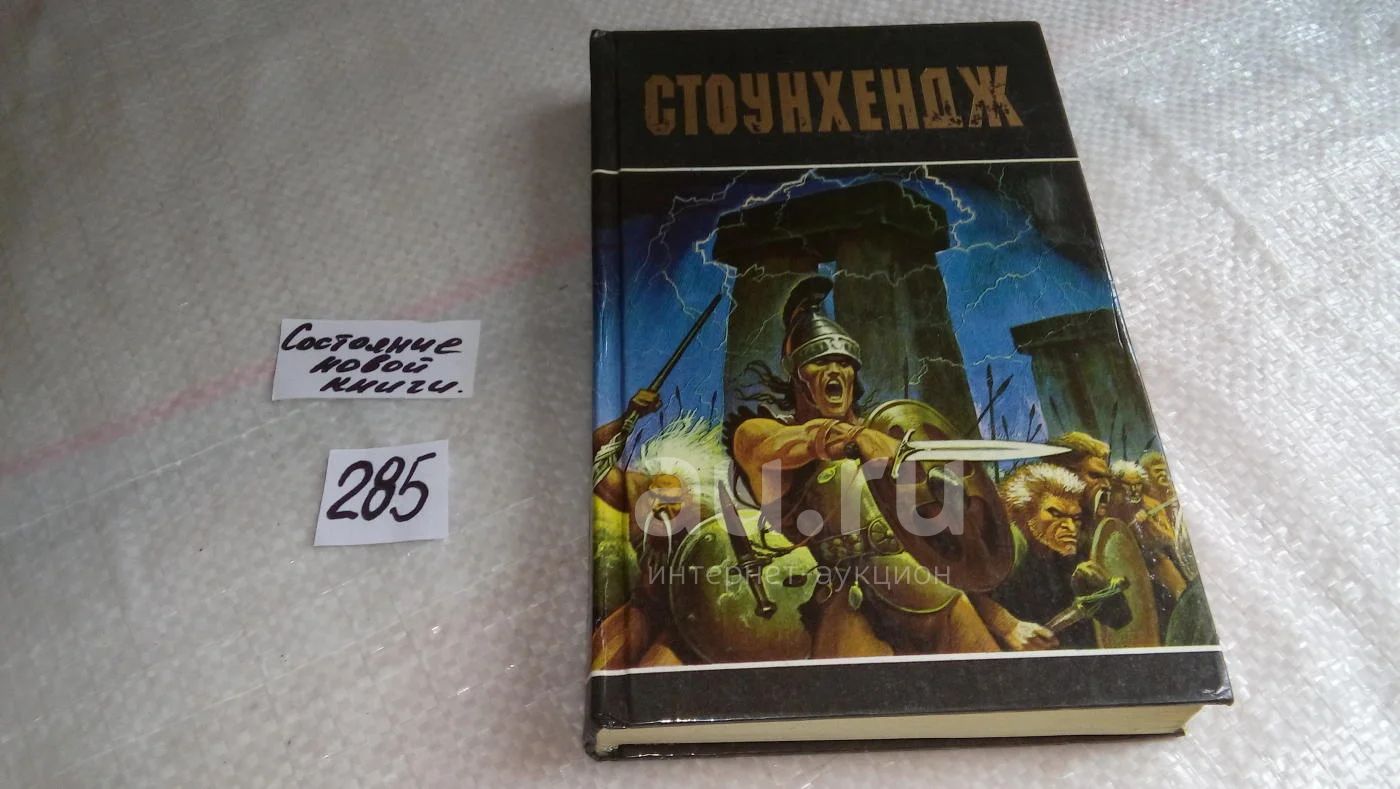 СТОУНХЕНДЖ
Состояние
новой
книги.
285
au.ru
интернет аукцион